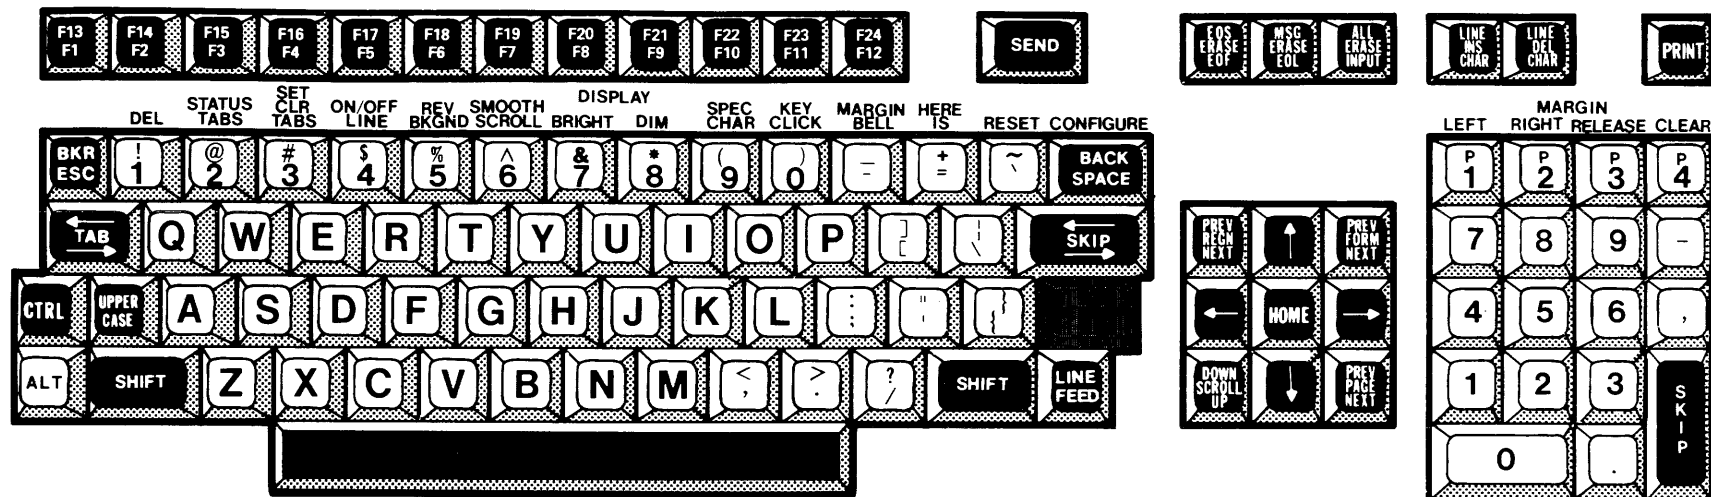 F13 F14 F15 F16 F17 F18 F19 F20 F21 F22 F23 F24
F1 F2 F3 F4 F5 F6 F7 F8 F9 F10 F11 F12
SEND
EOS MSG ALL
ERASE ERASE ERASE
EOF EOL INPUT
LINE LINE
INS DEL
CHAR CHAR
PRINT
DEL
STATUS
TABS
SET
CLR
TABS
ON/OFF
LINE
REV
BKGND
SMOOTH
SCROLL
DISPLAY
BRIGHT DIM
SPEC
CHAR
KEY
CLICK
MARGIN
BELL
HERE
IS
RESET CONFIGURE
MARGIN
LEFT RIGHT RELEASE CLEAR
BKR
ESC
! @ # $ % ^ & * ( ) _ + ~
1 2 3 4 5 6 7 8 9 0 - = `
BACK
SPACE
P P P P
1 2 3 4
TAB
Q W E R T Y U I O P
]
[
¦
\
SKIP
PREV
REGN
NEXT
↑
PREV
FORM
NEXT
7 8 9 -
CTRL
UPPER
CASE
A S D F G H J K L
:
;
"
'
}
{
← HOME →
4 5 6 ,
ALT SHIFT
Z X C V B N M
<
,
>
.
?
/
SHIFT
LINE
FEED
DOWN
SCROLL
UP
↓
PREV
PAGE
NEXT
1 2 3
SKIP
0 .